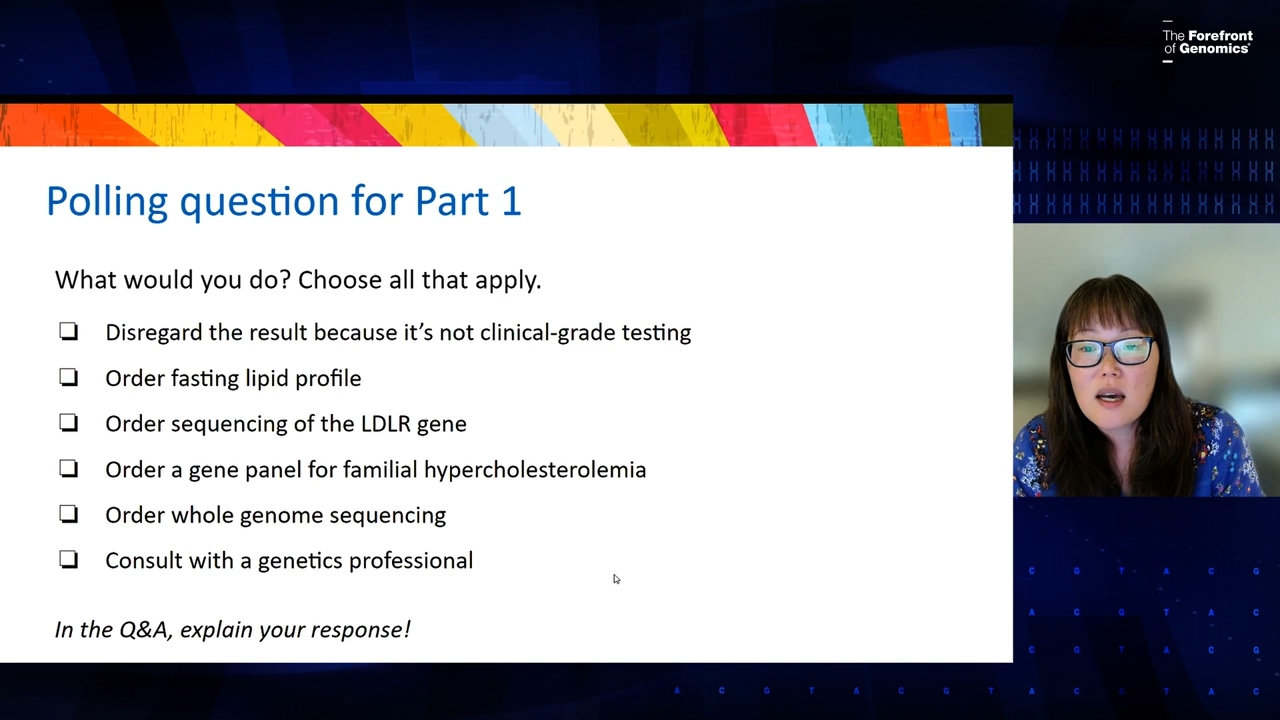 The Forefront
of Genomics®
Polling question for Part 1
What would you do? Choose all that apply.
Disregard the result because it’s not clinical-grade testing
Order fasting lipid profile
Order sequencing of the LDLR gene
Order a gene panel for familial hypercholesterolemia
Order whole genome sequencing
Consult with a genetics professional
In the Q&A, explain your response!
C G T A C G
A C G T A C
C G T A C G
A C G T A C G T A C G T A C